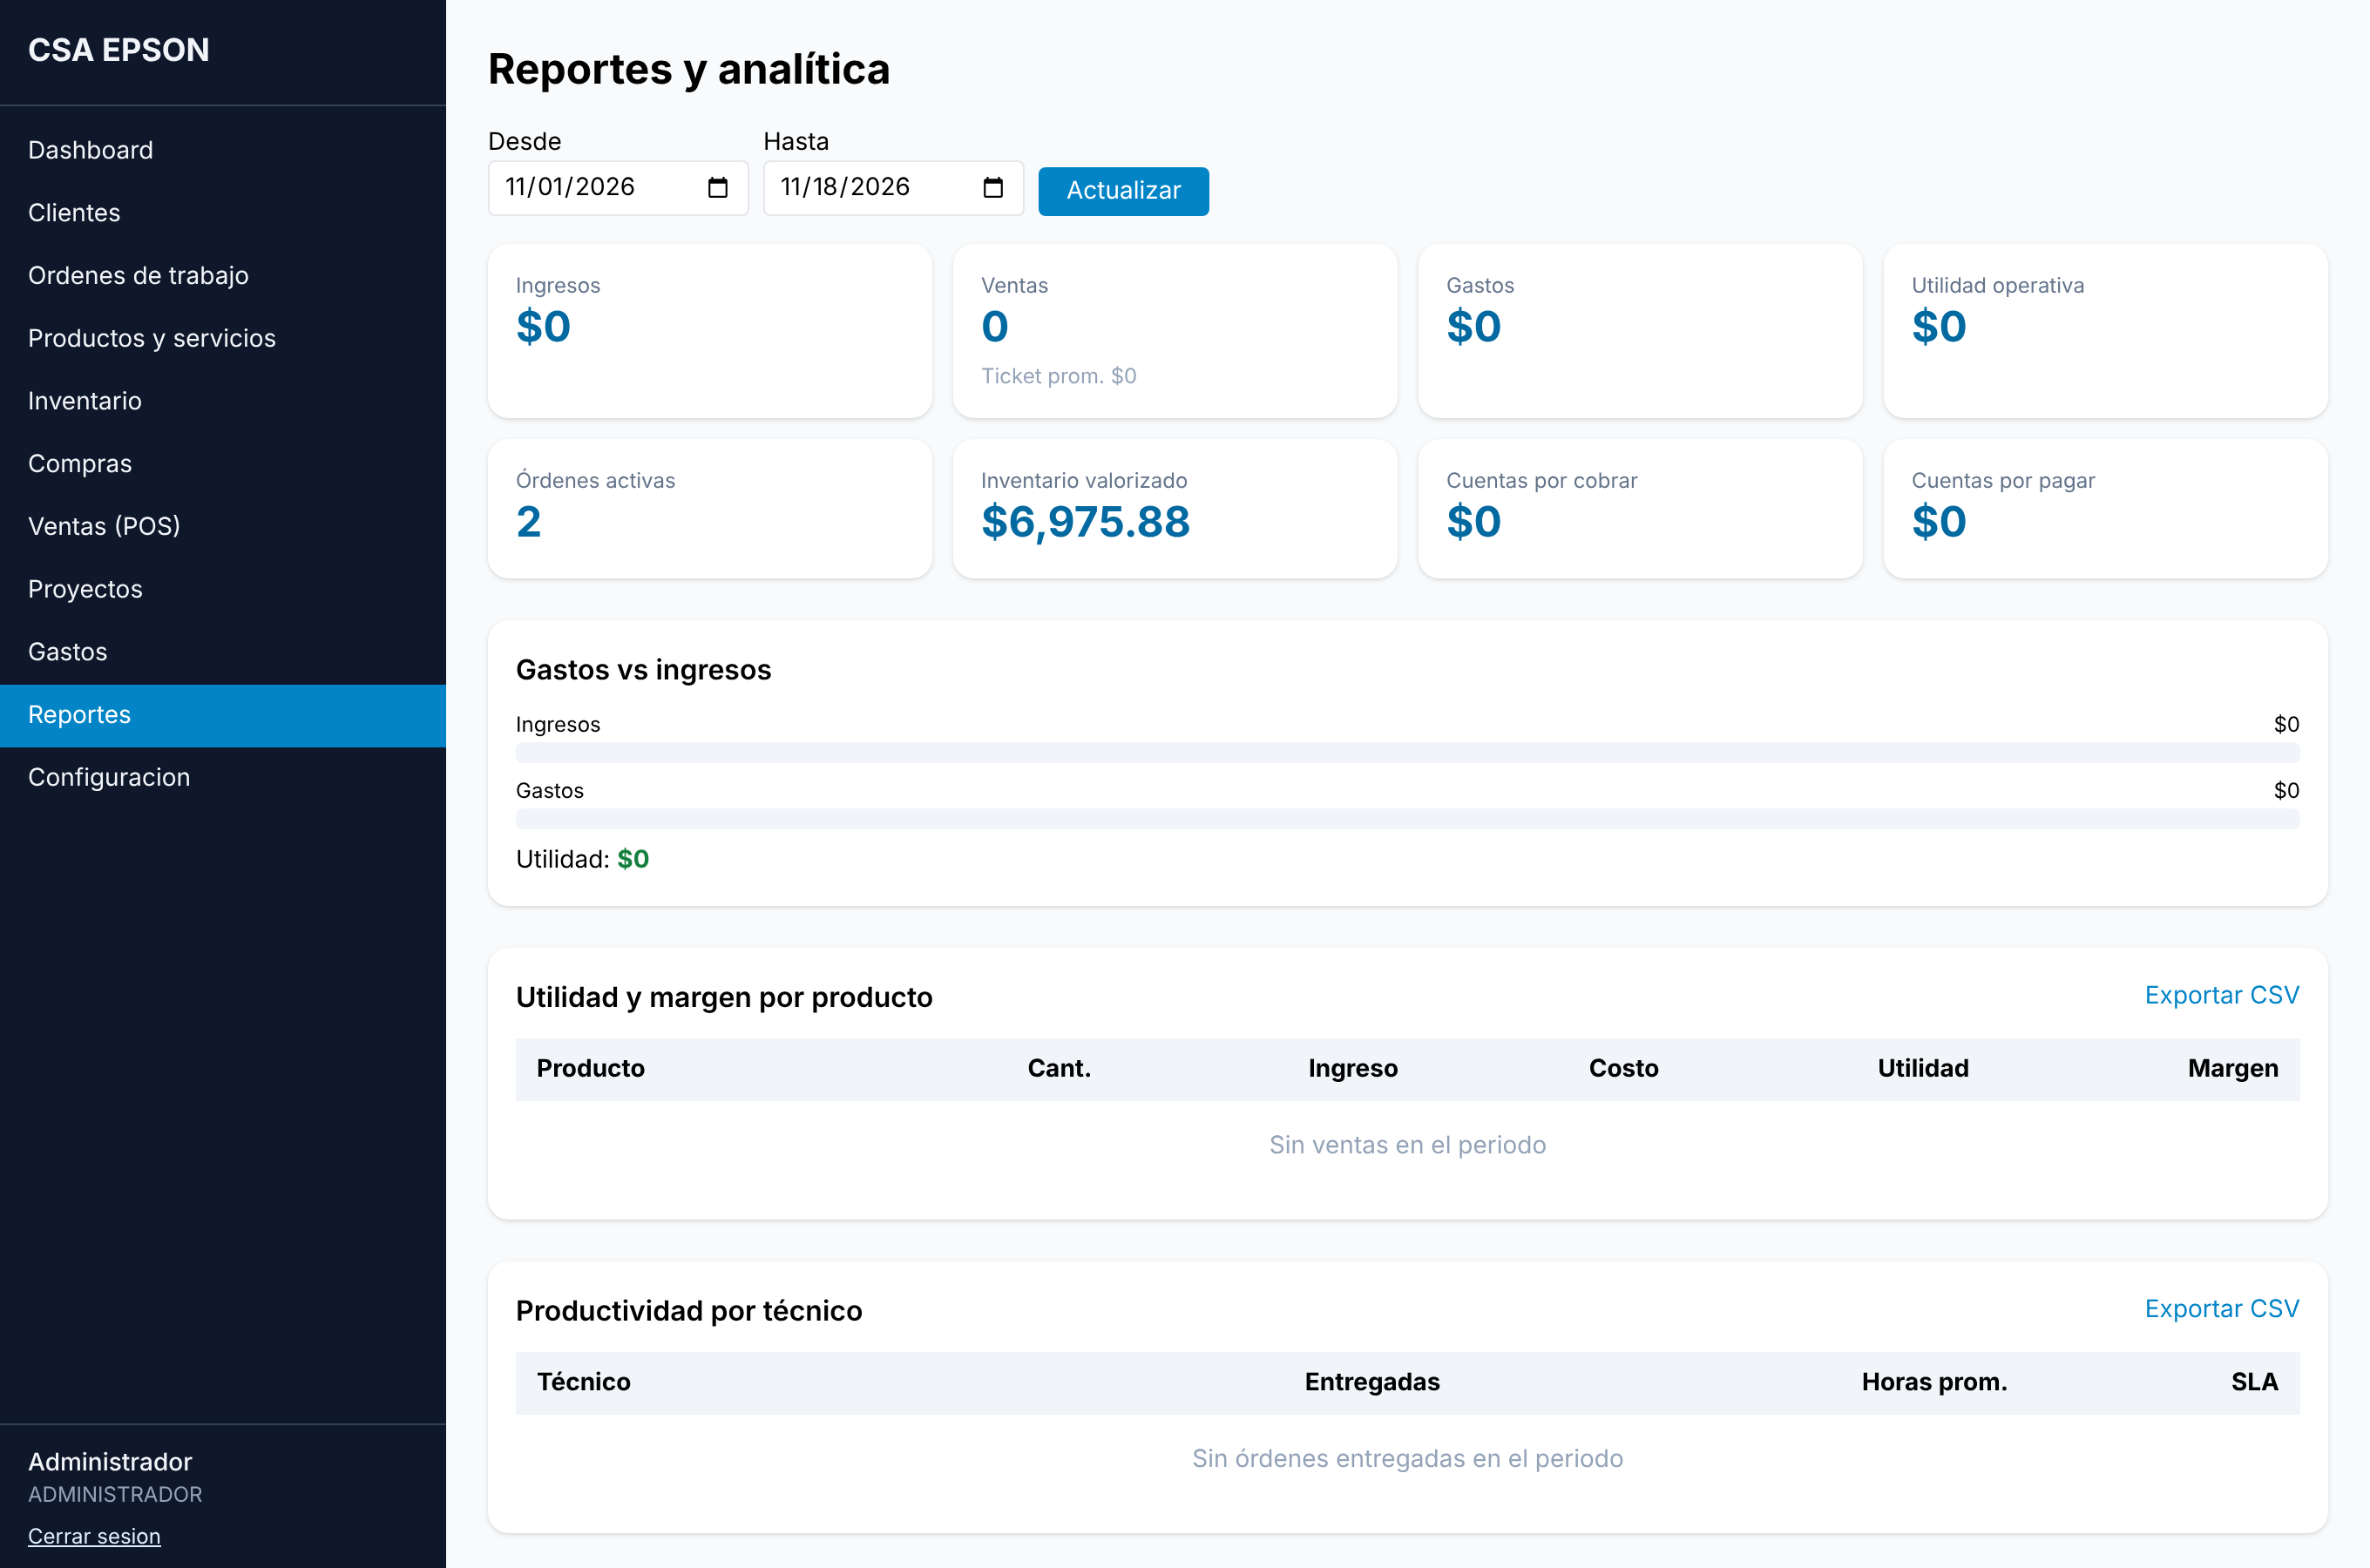 CSA EPSON
Dashboard
Clientes
Ordenes de trabajo
Productos y servicios
Inventario
Compras
Ventas (POS)
Proyectos
Gastos
Reportes
Configuracion
Administrador
ADMINISTRADOR
Cerrar sesion
Reportes y analítica
Desde
Hasta
11/01/2026
11/18/2026
Actualizar
Ingresos
$0
Ventas
0
Ticket prom. $0
Gastos
$0
Utilidad operativa
$0
Órdenes activas
2
Inventario valorizado
$6,975.88
Cuentas por cobrar
$0
Cuentas por pagar
$0
Gastos vs ingresos
Ingresos $0
Gastos $0
Utilidad: $0
Utilidad y margen por producto
Exportar CSV
Producto Cant. Ingreso Costo Utilidad Margen
Sin ventas en el periodo
Productividad por técnico
Exportar CSV
Técnico Entregadas Horas prom. SLA
Sin órdenes entregadas en el periodo